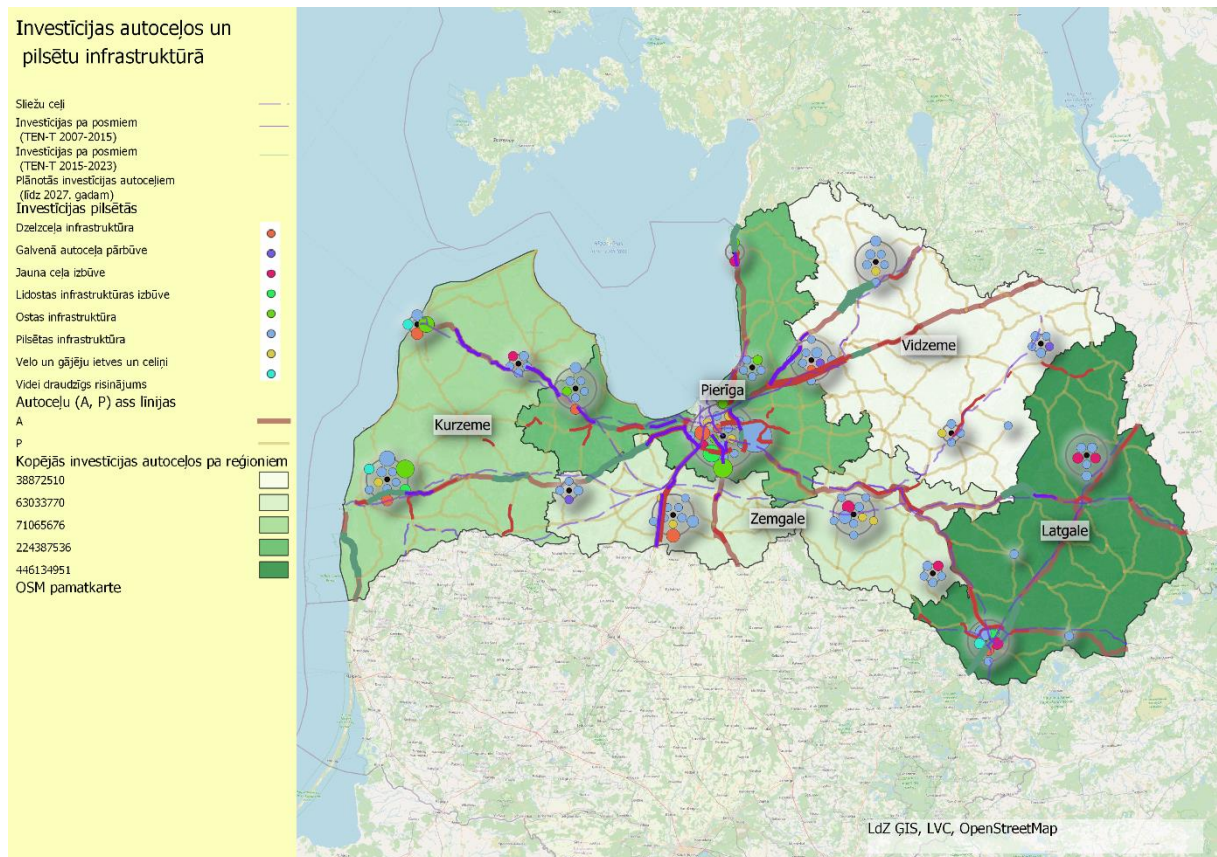 Investīcijas autoceļos un
pilsētu infrastruktūrā
Sliežu ceļi
Investīcijas pa posmiem
(TEN-T 2007-2015)
Investīcijas pa posmiem
(TEN-T 2015-2023)
Plānotās investīcijas autoceļiem
(līdz 2027. gadam)
Investīcijas pilsētās
Dzelzceļa infrastruktūra
Galvenā autoceļa pārbūve
Jauna ceļa izbūve
Lidostas infrastruktūras izbūve
Ostas infrastruktūra
Pilsētas infrastruktūra
Velo un gājēju ietves un celiņi
Videi draudzīgs risinājums
Autoceļu (A, P) ass līnijas
A
P
Kopējās investīcijas autoceļos pa reģioniem
38872510
63033770
71065676
224387536
446134951
OSM pamatkarte
Vidzeme
Pierīga
Kurzeme
Zemgale
Latgale
LdZ ĢIS, LVC, OpenStreetMap